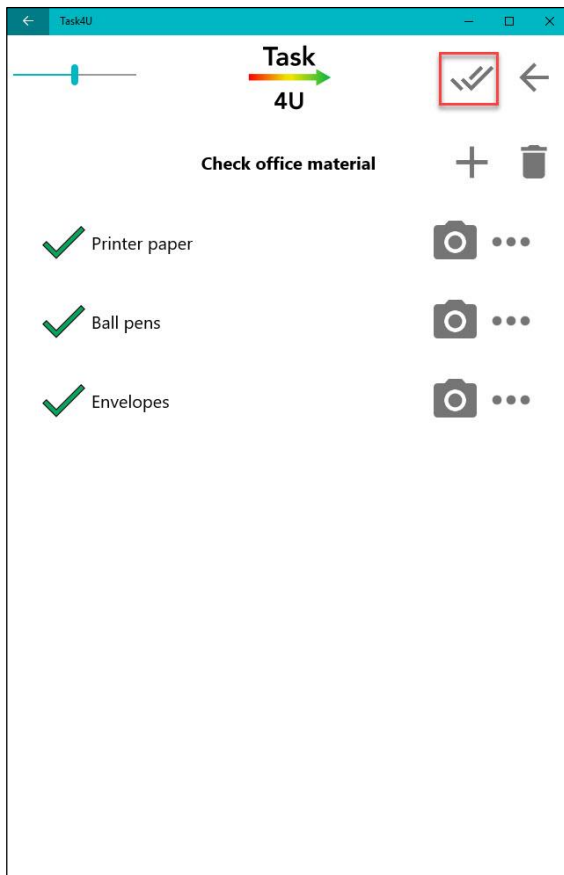 Task4U
Task
4U
Check office material
Printer paper
Ball pens
Envelopes